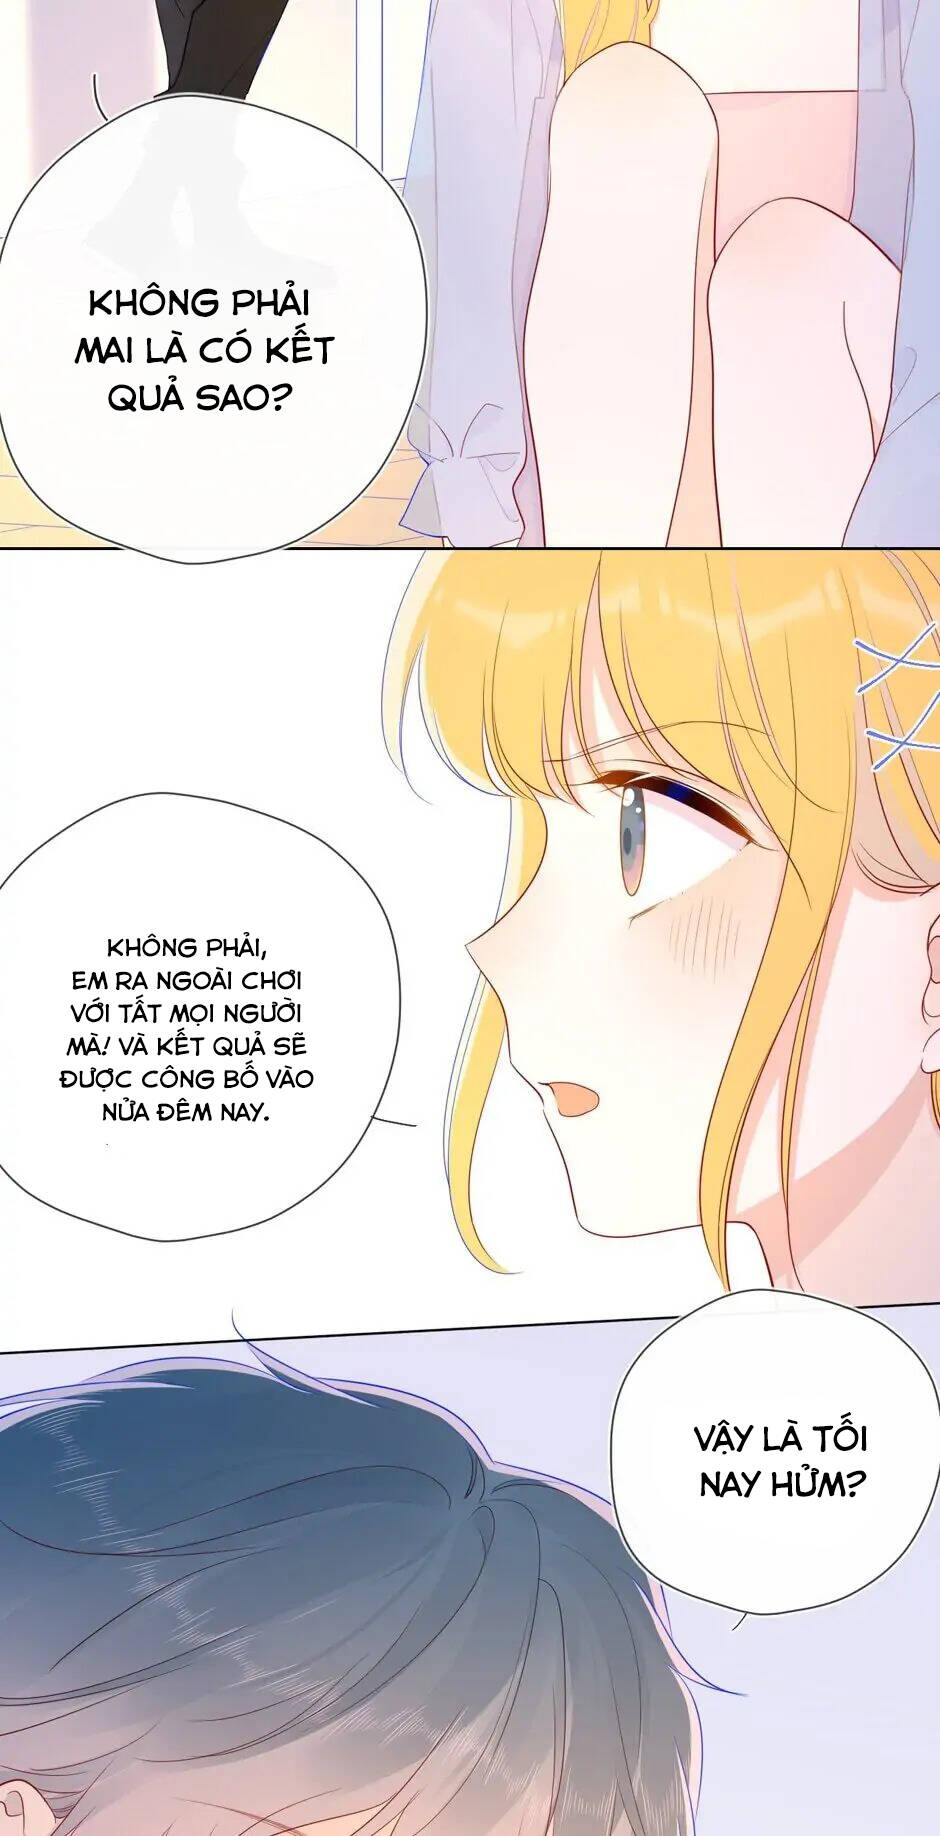 KHÔNG PHẢI
MAI LÀ CÓ KẾT
QUẢ SAO?
KHÔNG PHẢI,
EM RA NGOÀI CHƠI
VỚI TẤT MỌI NGƯỜI
MÀ! VÀ KẾT QUẢ SẼ
ĐƯỢC CÔNG BỐ VÀO
NỬA ĐÊM NAY.
VẬY LÀ TỐI
NAY HỬM?